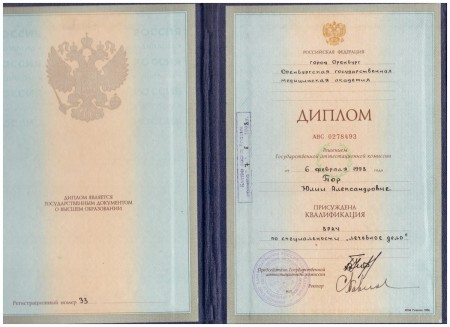 ДИПЛОМ ЯВЛЯЕТСЯ
ГОСУДАРСТВЕННЫМ ДОКУМЕНТОМ
О ВЫСШЕМ ОБРАЗОВАНИИ
Регистрационный номер 33
РОССИЙСКАЯ ФЕДЕРАЦИЯ
город Оренбург
Оренбургская государственная
медицинская академия
ДИПЛОМ
АВС 0276493
Решением
Государственной аттестационной комиссии
от 6 февраля 1998
Юлии Александровне
ПРИСУЖДЕНА
КВАЛИФИКАЦИЯ
ВРАЧ
по специальности „лечебное дело"
Председатель Государственной
аттестационной комиссии
Ректор